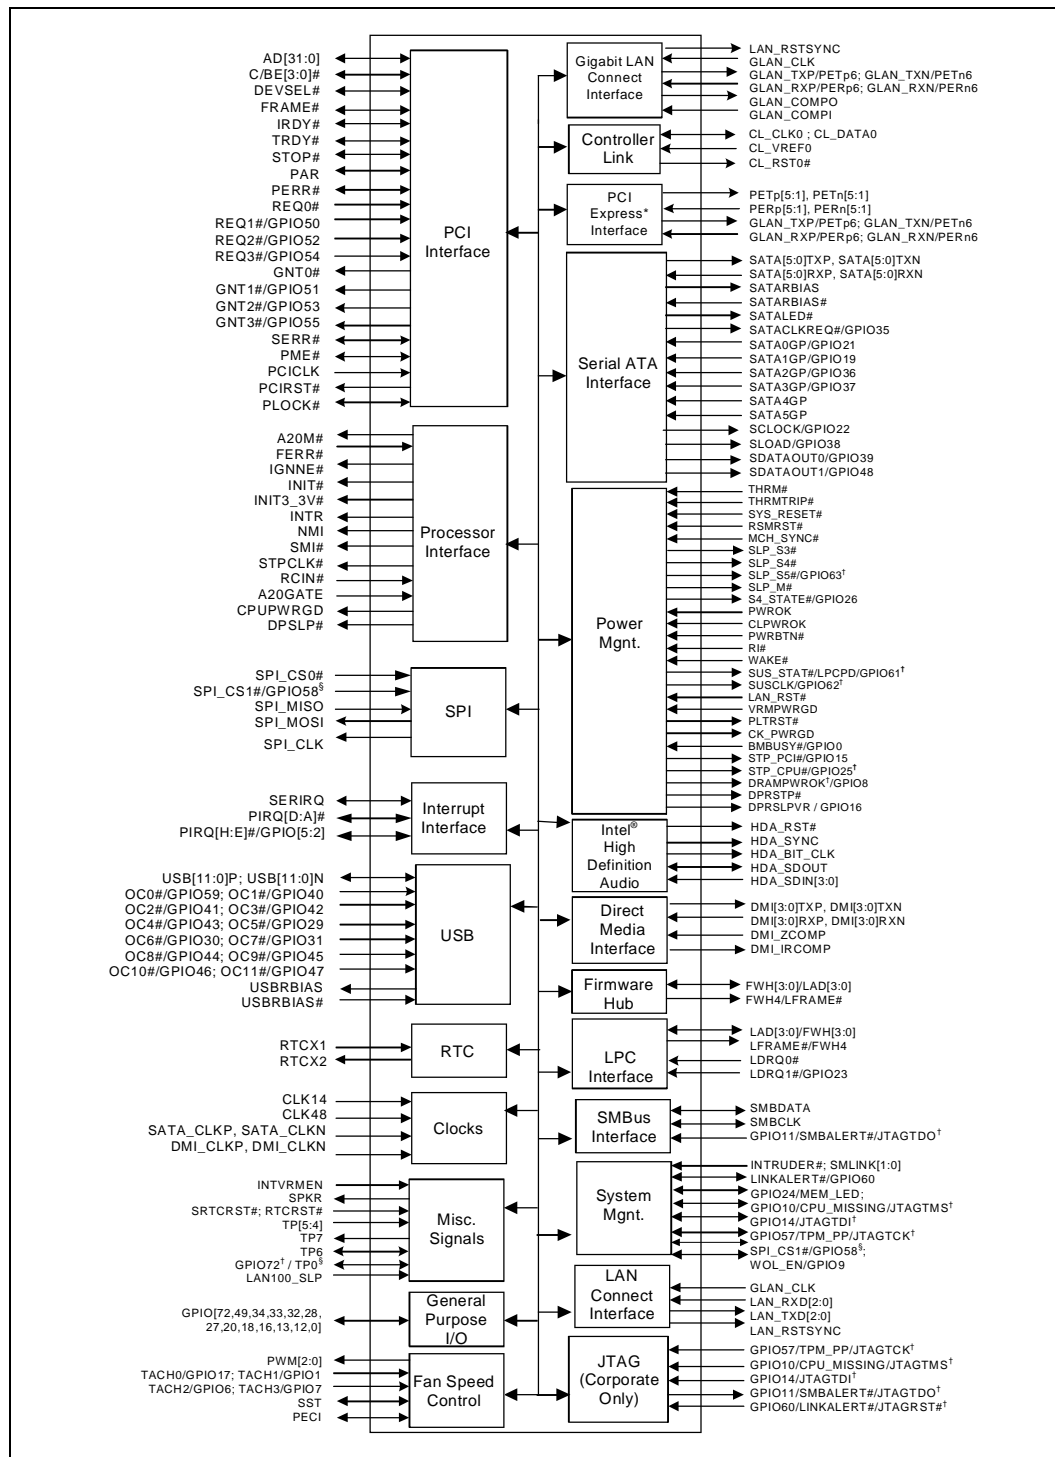 AD[31:0]
C/BE[3:0]#
DEVSEL#
FRAME#
IRDY#
TRDY#
STOP#
PAR
PERR#
REQ0#
REQ1#/GPIO50
REQ2#/GPIO52
REQ3#/GPIO54
GNT0#
GNT1#/GPIO51
GNT2#/GPIO53
GNT3#/GPIO55
SERR#
PME#
PCICLK
PCIRST#
PLOCK#
PCI
Interface
A20M#
FERR#
IGNNE#
INIT#
INIT3_3V#
INTR
NMI
SMI#
STPCLK#
RCIN#
A20GATE
CPUPWRGD
DPSLP#
Processor
Interface
SPI_CS0#
SPI_CS1#/GPIO58§
SPI_MISO
SPI_MOSI
SPI_CLK
SPI
SERIRQ
PIRQ[D:A]#
PIRQ[H:E]#/GPIO[5:2]
Interrupt
Interface
USB[11:0]P; USB[11:0]N
OC0#/GPIO59; OC1#/GPIO40
OC2#/GPIO41; OC3#/GPIO42
OC4#/GPIO43; OC5#/GPIO29
OC6#/GPIO30; OC7#/GPIO31
OC8#/GPIO44; OC9#/GPIO45
OC10#/GPIO46; OC11#/GPIO47
USBRBIAS
USBRBIAS#
USB
RTCX1
RTCX2
RTC
CLK14
CLK48
SATA_CLKP, SATA_CLKN
DMI_CLKP, DMI_CLKN
Clocks
INTVRMEN
SPKR
SRTCRST#; RTCRST#
TP[5:4]
TP7
TP6
GPIO72† / TP0§
LAN100_SLP
Misc.
Signals
GPIO[72,49,34,33,32,28,
27,20,18,16,13,12,0]
General
Purpose
I/O
PWM[2:0]
TACH0/GPIO17; TACH1/GPIO1
TACH2/GPIO6; TACH3/GPIO7
SST
PECI
Fan Speed
Control
Gigabit LAN
Connect
Interface
LAN_RSTSYNC
GLAN_CLK
GLAN_TXP/PETp6; GLAN_TXN/PETn6
GLAN_RXP/PERp6; GLAN_RXN/PERn6
GLAN_COMPO
GLAN_COMPI
Controller
Link
CL_CLK0 ; CL_DATA0
CL_VREF0
CL_RST0#
PCI
Express*
Interface
PETp[5:1], PETn[5:1]
PERp[5:1], PERn[5:1]
GLAN_TXP/PETp6; GLAN_TXN/PETn6
GLAN_RXP/PERp6; GLAN_RXN/PERn6
Serial ATA
Interface
SATA[5:0]TXP, SATA[5:0]TXN
SATA[5:0]RXP, SATA[5:0]RXN
SATARBIAS
SATARBIAS#
SATALED#
SATACLKREQ#/GPIO35
SATA0GP/GPIO21
SATA1GP/GPIO19
SATA2GP/GPIO36
SATA3GP/GPIO37
SATA4GP
SATA5GP
SCLOCK/GPIO22
SLOAD/GPIO38
SDATAOUT0/GPIO39
SDATAOUT1/GPIO48
Power
Mgnt.
THRM#
THRMTRIP#
SYS_RESET#
RSMRST#
MCH_SYNC#
SLP_S3#
SLP_S4#
SLP_S5#/GPIO63†
SLP_M#
S4_STATE#/GPIO26
PWROK
CLPWROK
PWRBTN#
RI#
WAKE#
SUS_STAT#/LPCPD/GPIO61†
SUSCLK/GPIO62†
LAN_RST#
VRMPWRGD
PLTRST#
CK_PWRGD
BMBUSY#/GPIO0
STP_PCI#/GPIO15
STP_CPU#/GPIO25†
DRAMPWROK†/GPIO8
DPRSTP#
DPRSLPVR / GPIO16
Intel®
High
Definition
Audio
HDA_RST#
HDA_SYNC
HDA_BIT_CLK
HDA_SDOUT
HDA_SDIN[3:0]
Direct
Media
Interface
DMI[3:0]TXP, DMI[3:0]TXN
DMI[3:0]RXP, DMI[3:0]RXN
DMI_ZCOMP
DMI_IRCOMP
Firmware
Hub
FWH[3:0]/LAD[3:0]
FWH4/LFRAME#
LPC
Interface
LAD[3:0]/FWH[3:0]
LFRAME#/FWH4
LDRQ0#
LDRQ1#/GPIO23
SMBus
Interface
SMBDATA
SMBCLK
GPIO11/SMBALERT#/JTAGTDO†
System
Mgnt.
INTRUDER#; SMLINK[1:0]
LINKALERT#/GPIO60
GPIO24/MEM_LED;
GPIO10/CPU_MISSING/JTAGTMS†
GPIO14/JTAGTDI†
GPIO57/TPM_PP/JTAGTCK†
SPI_CS1#/GPIO58§;
WOL_EN/GPIO9
LAN
Connect
Interface
GLAN_CLK
LAN_RXD[2:0]
LAN_TXD[2:0]
LAN_RSTSYNC
JTAG
(Corporate
Only)
GPIO57/TPM_PP/JTAGTCK†
GPIO10/CPU_MISSING/JTAGTMS†
GPIO14/JTAGTDI†
GPIO11/SMBALERT#/JTAGTDO†
GPIO60/LINKALERT#/JTAGRST#†